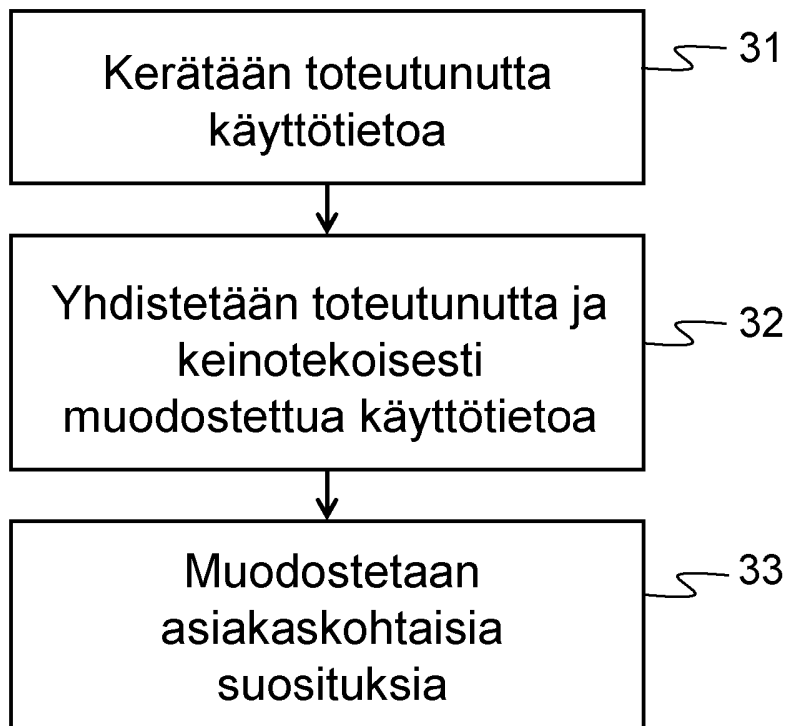 Kerätään toteutunutta
käyttötietoa
31
Yhdistetään toteutunutta ja
keinotekoisesti
muodostettua käyttötietoa
32
Muodostetaan
asiakaskohtaisia
suosituksia
33